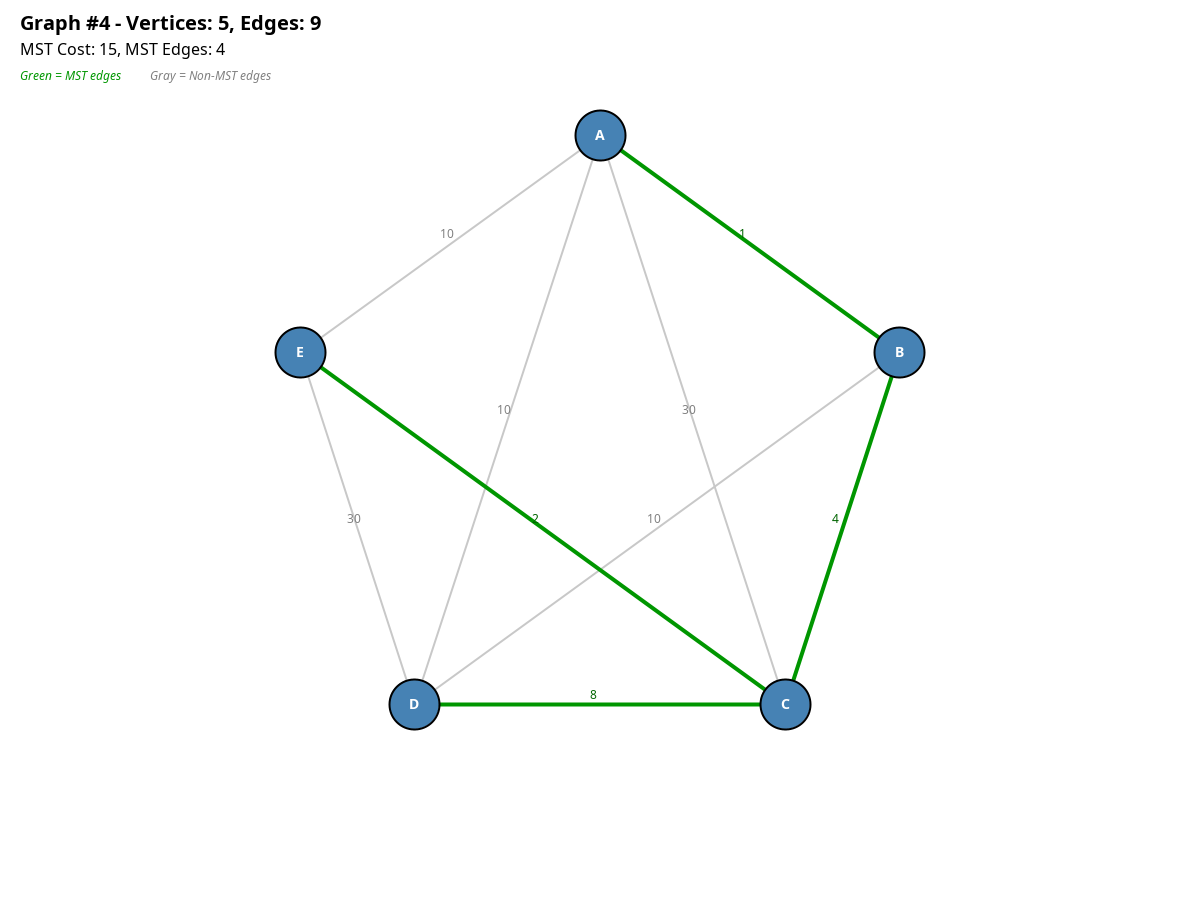 Graph #4 - Vertices: 5, Edges: 9
MST Cost: 15, MST Edges: 4
Green = MST edges Gray = Non-MST edges
A
10
1
E
B
10
30
30
2
10
4
8
D
C